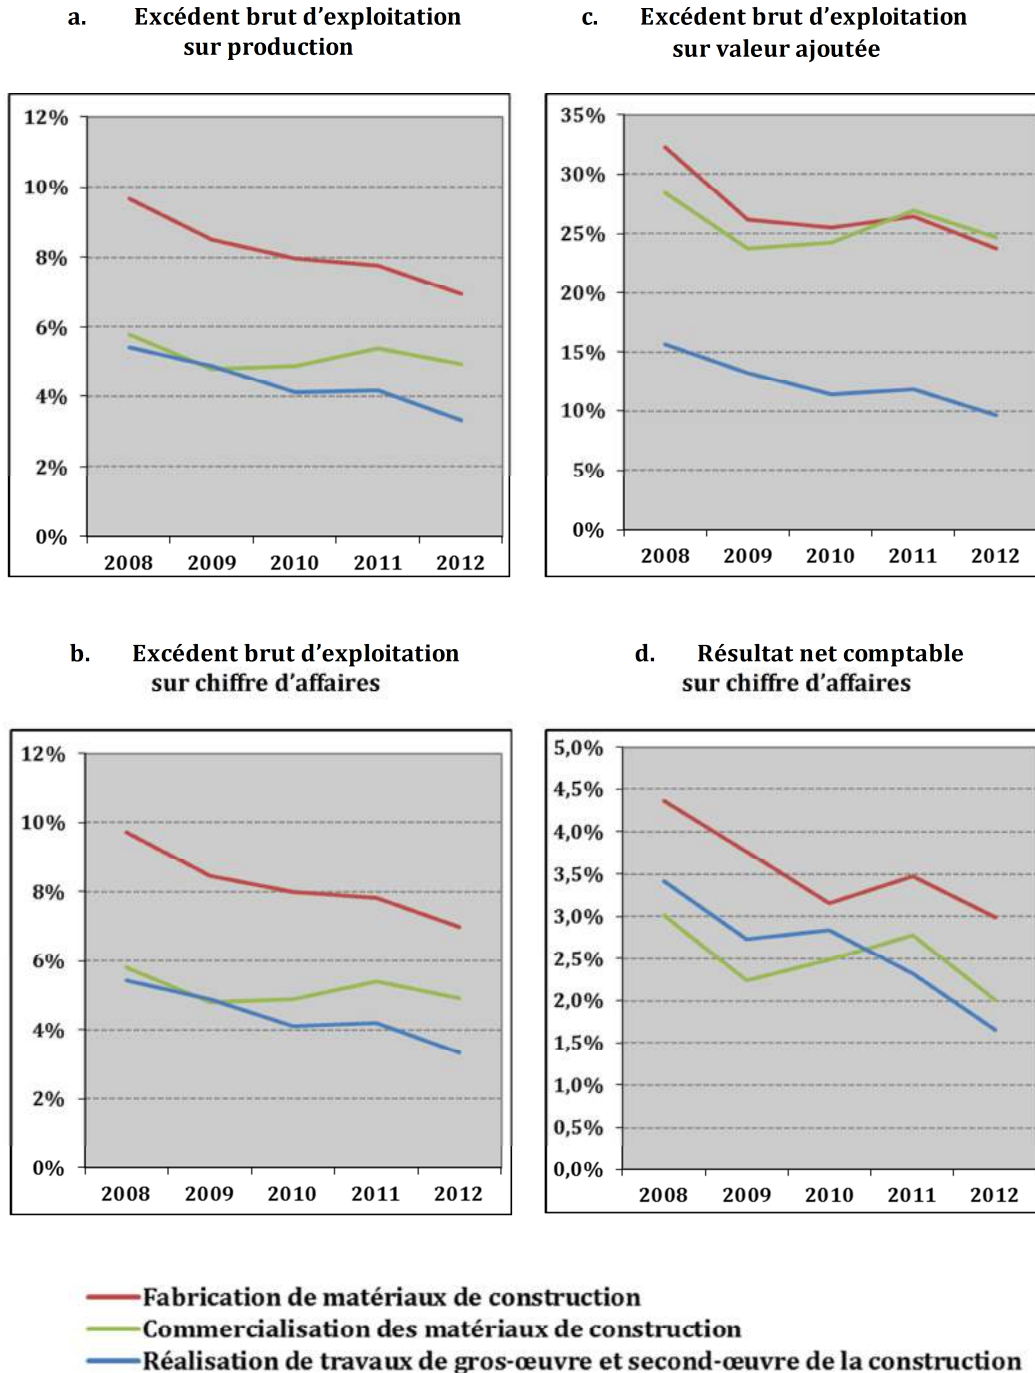 a. Excédent brut d’exploitation
sur production
12%
10%
8%
6%
4%
2%
0%
2008 2009 2010 2011 2012
c. Excédent brut d’exploitation
sur valeur ajoutée
35%
30%
25%
20%
15%
10%
5%
0%
2008 2009 2010 2011 2012
b. Excédent brut d’exploitation
sur chiffre d’affaires
12%
10%
8%
6%
4%
2%
0%
2008 2009 2010 2011 2012
d. Résultat net comptable
sur chiffre d’affaires
5,0%
4,5%
4,0%
3,5%
3,0%
2,5%
2,0%
1,5%
1,0%
0,5%
0,0%
2008 2009 2010 2011 2012
Fabrication de matériaux de construction
Commercialisation des matériaux de construction
Réalisation de travaux de gros-œuvre et second-œuvre de la construction